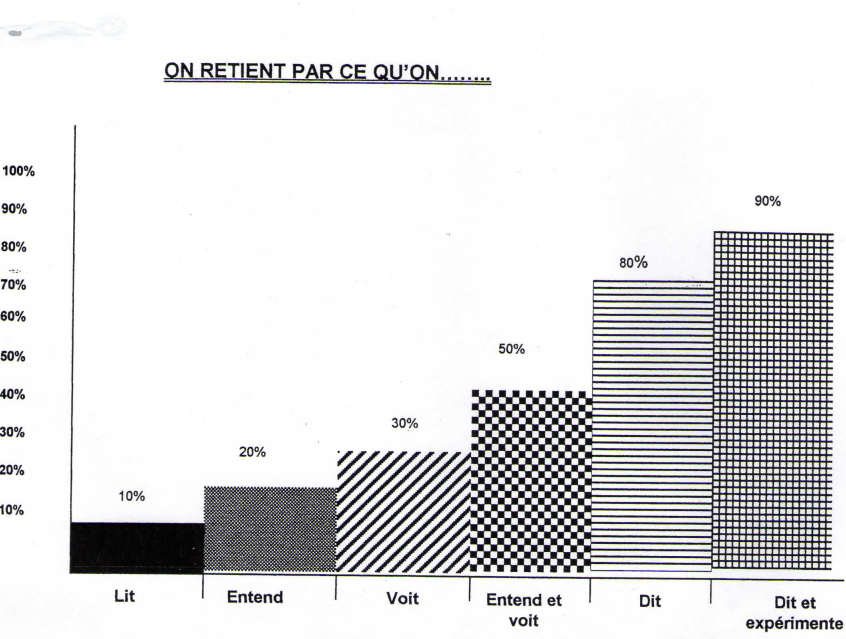 ON RETIENT PAR CE QU'ON........
100%
90%
80%
70%
60%
50%
40%
30%
20%
10%
10%
20%
30%
50%
80%
90%
Lit
Entend
Voit
Entend et
voit
Dit
Dit et
expérimente